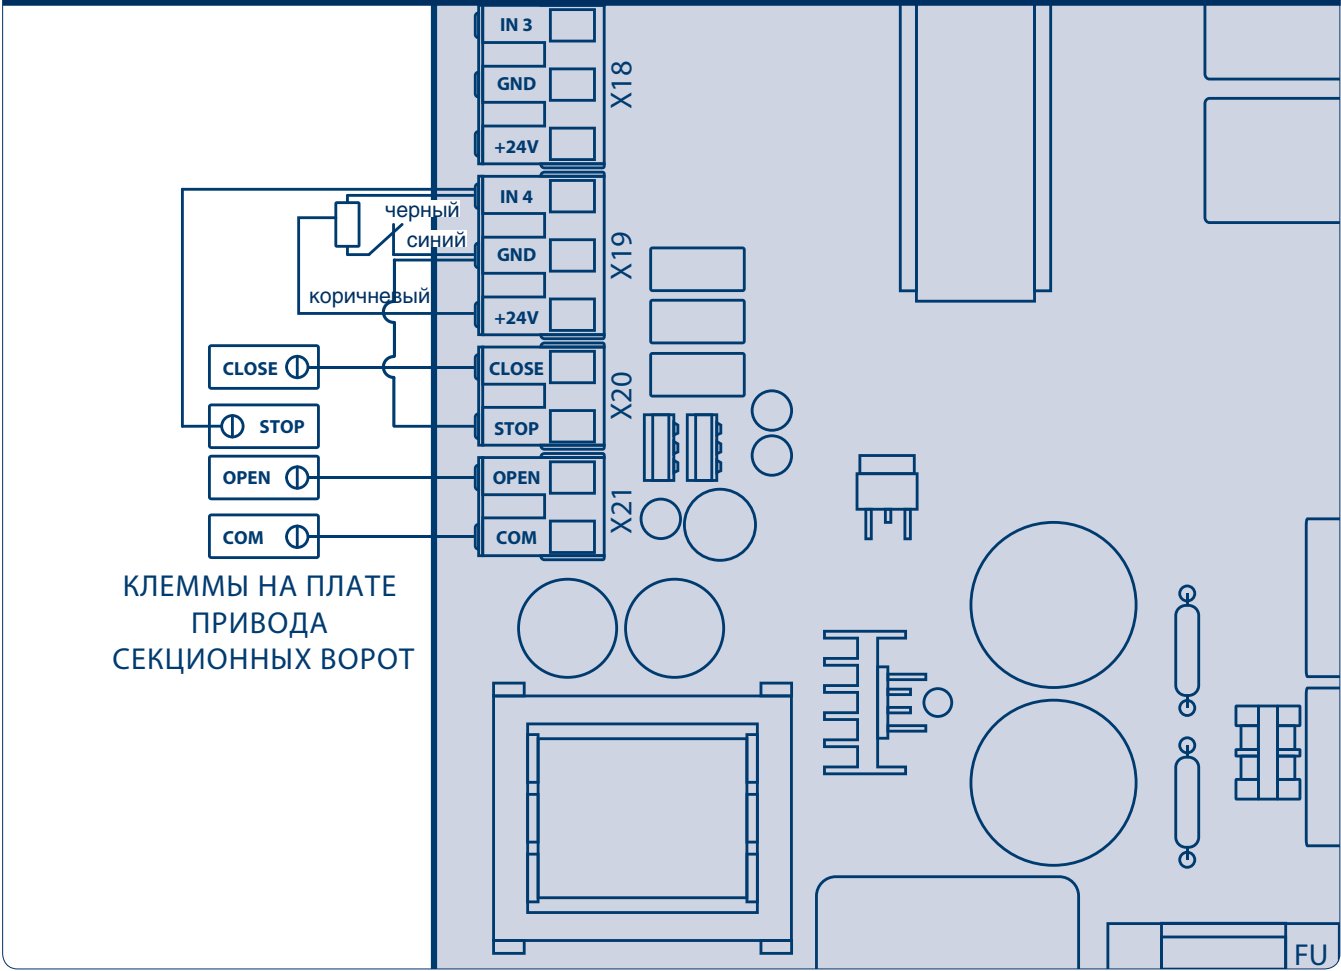 IN 3
GND
+24V
X18
IN 4
GND
+24V
X19
черный
синий
коричневый
CLOSE
STOP
X20
OPEN
COM
X21
CLOSE
STOP
OPEN
COM
КЛЕММЫ НА ПЛАТЕ
ПРИВОДА
СЕКЦИОННЫХ ВОРОТ
FU